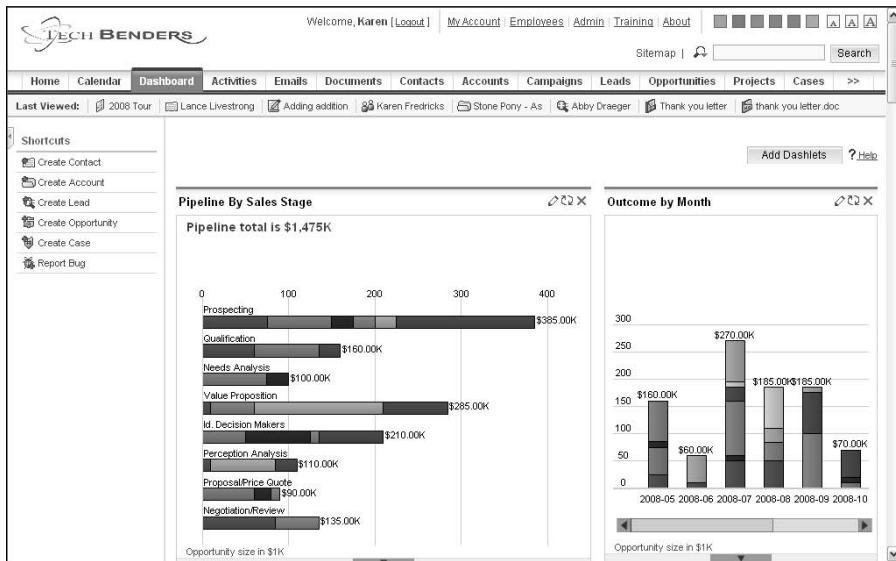 TECH BENDERS
Welcome, Karen [ Logout ] My Account | Employees | Admin | Training | About A A A
Sitemap | Search
Home Calendar Dashboard Activities Emails Documents Contacts Accounts Campaigns Leads Opportunities Projects Cases >>
Last Viewed: 2008 Tour Lance Livestrong Adding addition Karen Fredricks Stone Pony - As Abby Draeger Thank you letter thank you letter.doc
Shortcuts
Create Contact
Create Account
Create Lead
Create Opportunity
Create Case
Report Bug
Add Dashlets ? Help
Pipeline By Sales Stage
Pipeline total is $1,475K
0 100 200 300 400
Prospecting
$385.00K
Qualification
$160.00K
Needs Analysis
$100.00K
Value Proposition
$285.00K
Id. Decision Makers
$210.00K
Perception Analysis
$110.00K
Proposal/Price Quote
$90.00K
Negotiation/Review
$135.00K
Opportunity size in $1K
Outcome by Month
300
250
200
150
100
50
0
$160.00K
$60.00K
$270.00K
$185.00K
$185.00K
$70.00K
2008-05 2008-06 2008-07 2008-08 2008-09 2008-10
Opportunity size in $1K